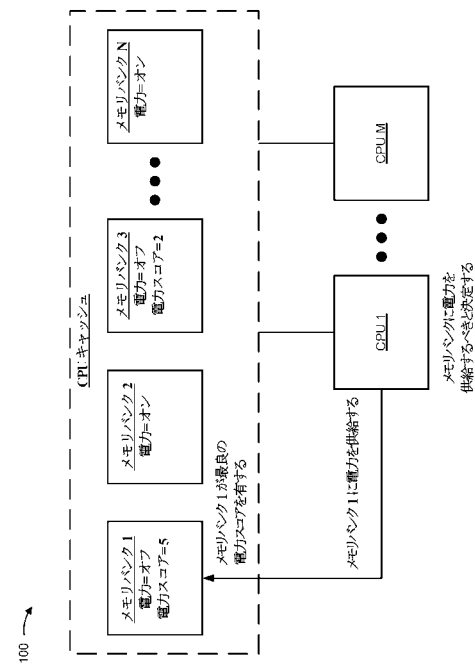 100
CPUキャッシュ
メモリバンク1
電力=オフ
電力スコア=5
メモリバンク2
電力=オン
メモリバンク3
電力=オフ
電力スコア=2
メモリバンクN
電力=オン
メモリバンク1が最良の
電力スコアを有する
メモリバンク1に電力を供給する
CPU 1
CPU M
メモリバンクに電力を
供給するべきと決定する